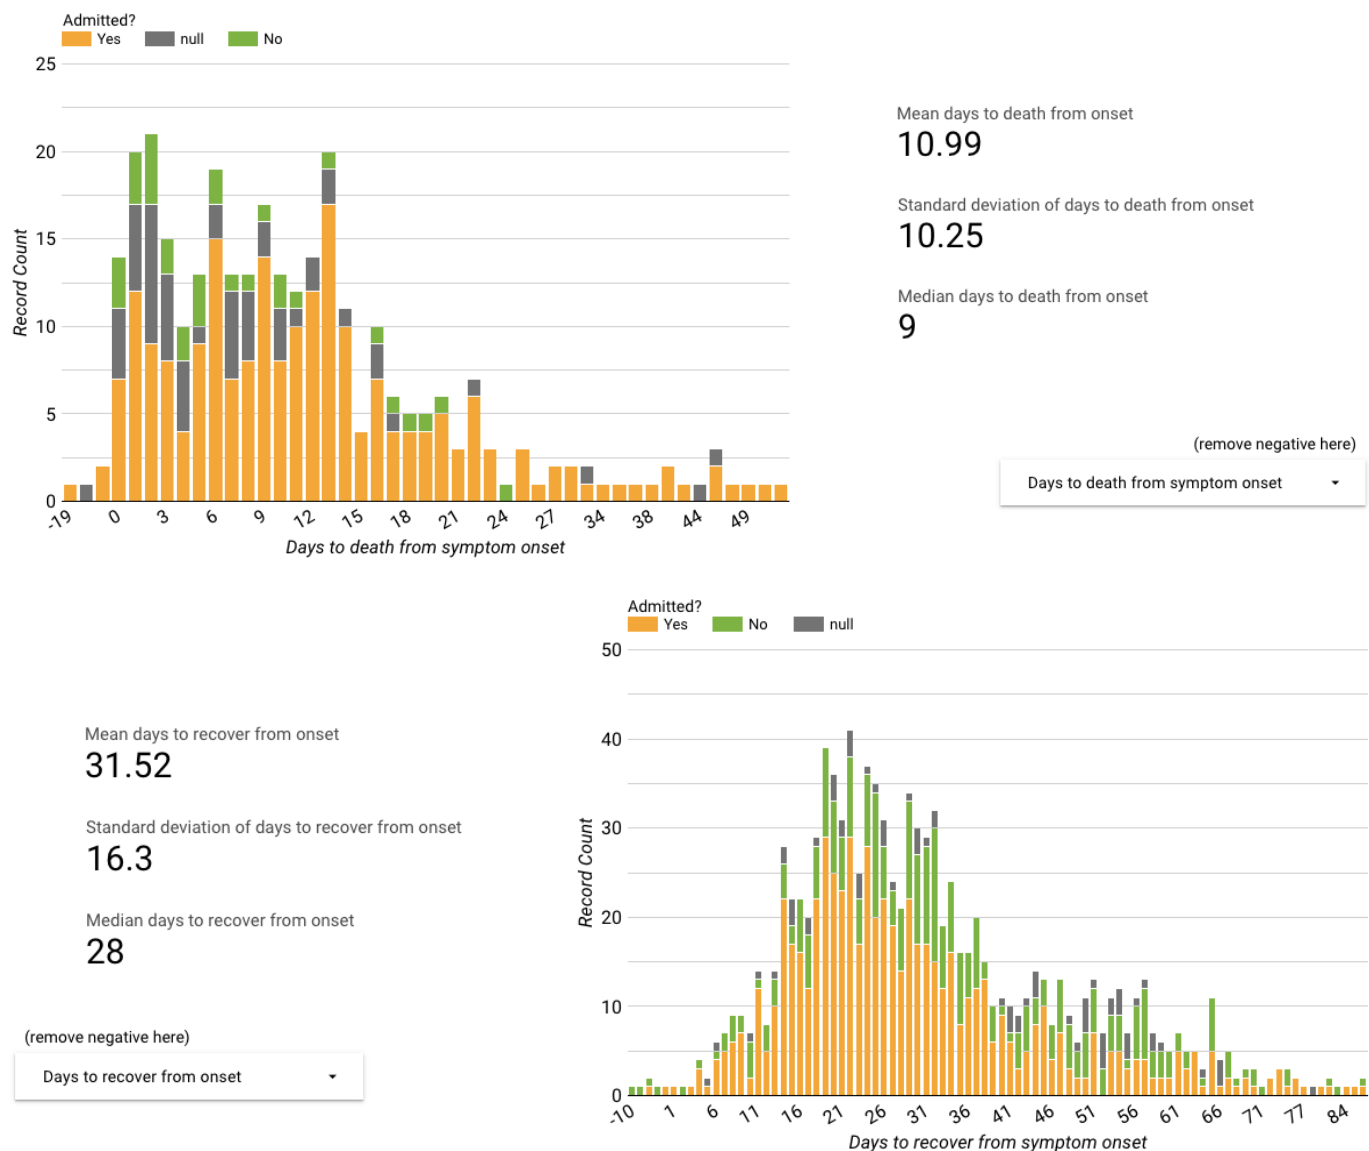 Admitted?
Yes null No
25
20
15
10
5
0
Record Count
-19 0 3 6 9 12 15 18 21 24 27 34 38 44 49
Days to death from symptom onset
Mean days to death from onset
10.99
Standard deviation of days to death from onset
10.25
Median days to death from onset
9
(remove negative here)
Days to death from symptom onset
Mean days to recover from onset
31.52
Standard deviation of days to recover from onset
16.3
Median days to recover from onset
28
(remove negative here)
Days to recover from onset
Admitted?
Yes No null
50
40
30
20
10
0
Record Count
-10 1 6 11 16 21 26 31 36 41 46 51 56 61 66 71 77 84
Days to recover from symptom onset